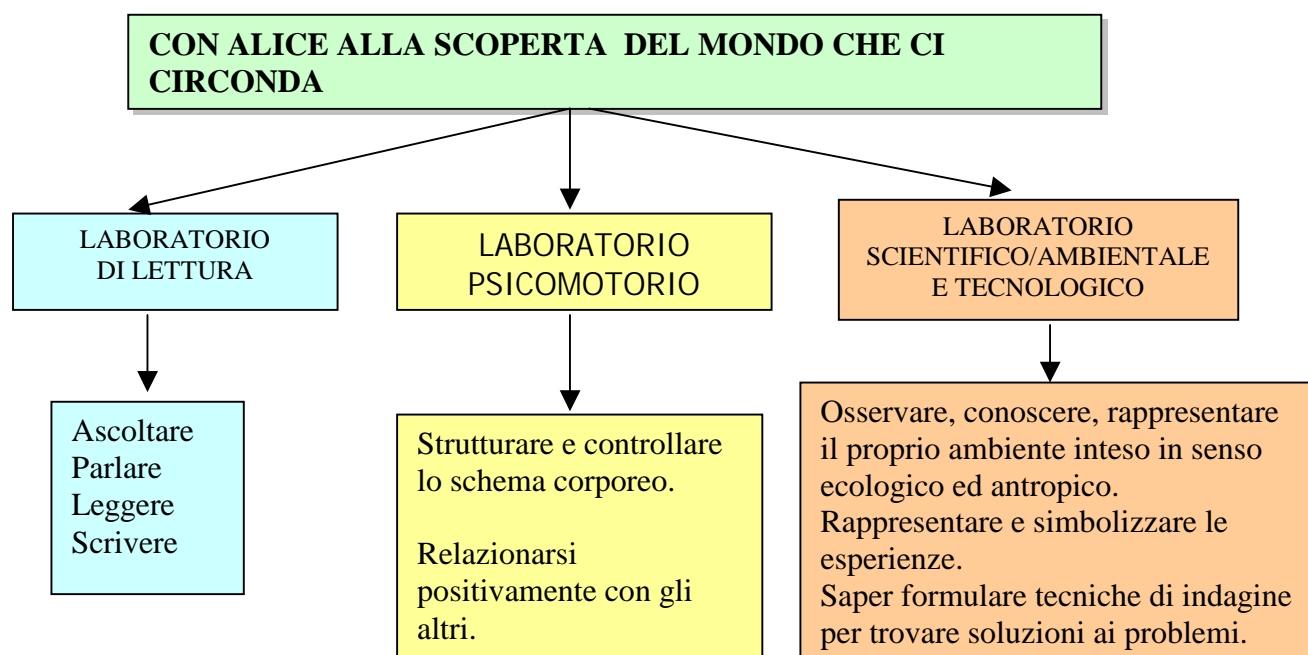 CON ALICE ALLA SCOPERTA DEL MONDO CHE CI
CIRCONDA
LABORATORIO
DI LETTURA
LABORATORIO
PSICOMOTORIO
LABORATORIO
SCIENTIFICO/AMBIENTALE
E TECNOLOGICO
Ascoltare
Parlare
Leggere
Scrivere
Strutturare e controllare
lo schema corporeo.
Relazionarsi
positivamente con gli
altri.
Osservare, conoscere, rappresentare
il proprio ambiente inteso in senso
ecologico ed antropico.
Rappresentare e simbolizzare le
esperienze.
Saper formulare tecniche di indagine
per trovare soluzioni ai problemi.